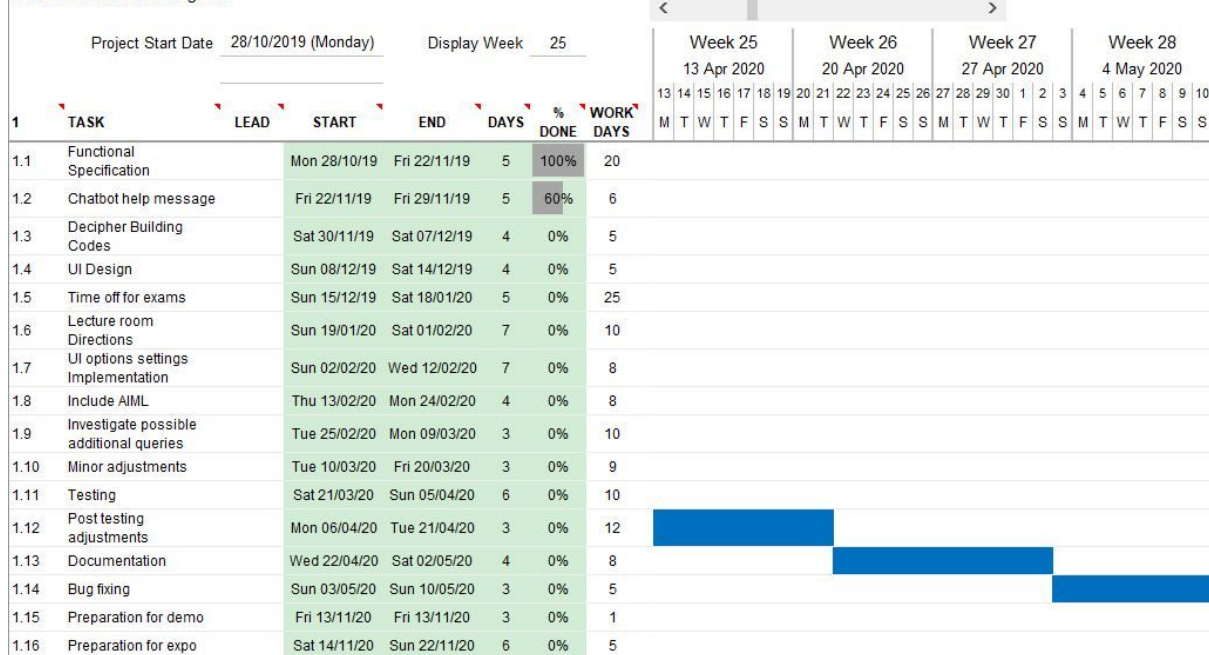 < >
Project Start Date 28/10/2019 (Monday) Display Week 25 Week 25 Week 26 Week 27 Week 28
13 Apr 2020 20 Apr 2020 27 Apr 2020 4 May 2020
13 14 15 16 17 18 19 20 21 22 23 24 25 26 27 28 29 30 1 2 3 4 5 6 7 8 9 10
1 TASK LEAD START END DAYS % DONE WORK DAYS M T W T F S S M T W T F S S M T W T F S S M T W T F S S
1.1 Functional Specification Mon 28/10/19 Fri 22/11/19 5 100% 20
1.2 Chatbot help message Fri 22/11/19 Fri 29/11/19 5 60% 6
1.3 Decipher Building Codes Sat 30/11/19 Sat 07/12/19 4 0% 5
1.4 UI Design Sun 08/12/19 Sat 14/12/19 4 0% 5
1.5 Time off for exams Sun 15/12/19 Sat 18/01/20 5 0% 25
1.6 Lecture room Directions Sun 19/01/20 Sat 01/02/20 7 0% 10
1.7 UI options settings Implementation Sun 02/02/20 Wed 12/02/20 7 0% 8
1.8 Include AIML Thu 13/02/20 Mon 24/02/20 4 0% 8
1.9 Investigate possible additional queries Tue 25/02/20 Mon 09/03/20 3 0% 10
1.10 Minor adjustments Tue 10/03/20 Fri 20/03/20 3 0% 9
1.11 Testing Sat 21/03/20 Sun 05/04/20 6 0% 10
1.12 Post testing adjustments Mon 06/04/20 Tue 21/04/20 3 0% 12
1.13 Documentation Wed 22/04/20 Sat 02/05/20 4 0% 8
1.14 Bug fixing Sun 03/05/20 Sun 10/05/20 3 0% 5
1.15 Preparation for demo Fri 13/11/20 Fri 13/11/20 3 0% 1
1.16 Preparation for expo Sat 14/11/20 Sun 22/11/20 6 0% 5